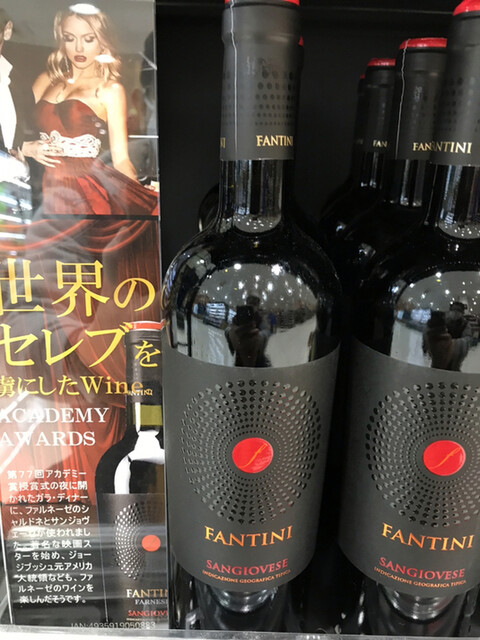 世界の
セレブを
虜にしたWine
ACADEMY
AWARDS
第77回アカデミー
賞授賞式の夜に開
かれたガラ・ディナー
に、ファルネーゼのシ
ャルドネとサンジョヴ
が使われまし
名な映画ス
ターを始め、ジョー
ジブッシュ元アメリカ
大統領なども、ファ
ルネーゼのワインを
楽しんだそうです。
FANTINI
FANTINI
FARNESE
JAN:4935919050883
FANTINI
FANTINI
SANGIOVESE
INDICAZIONE GEOGRAFICA TIPICA
FANTINI
FANTINI
SANGIOVESE
INDICAZIONE GEOGRAFICA TIPICA